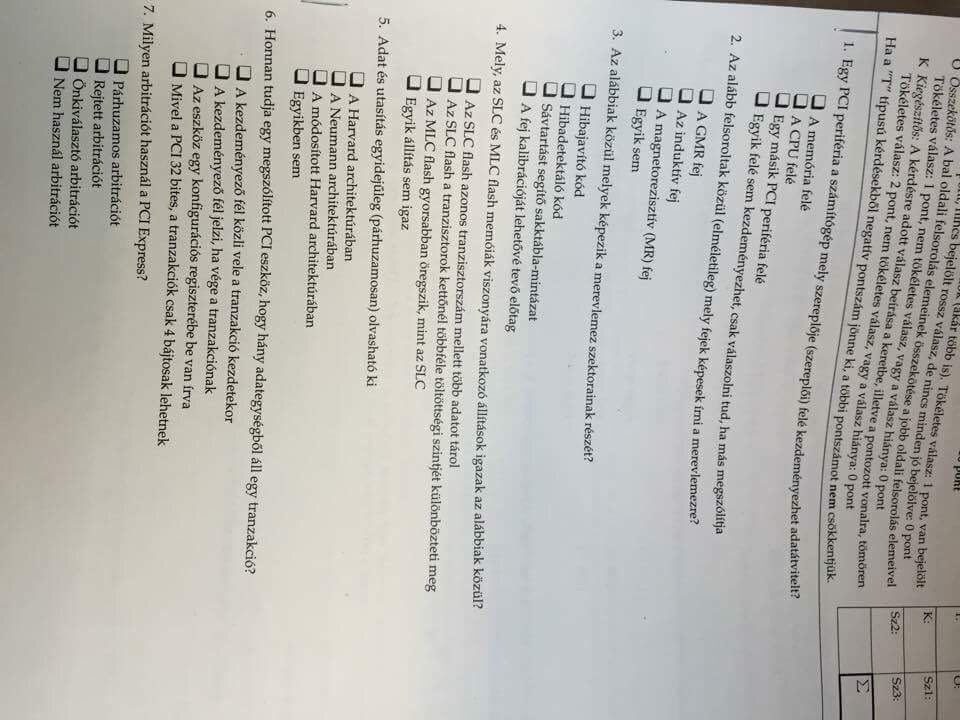 (akár több is). Tökéletes válasz: 1 pont, van bejelölt
nincs bejelölt rossz válasz, de nincs minden jó bejelölve: 0 pont
O Összekötős: A bal oldali felsorolás elemeinek összekötése a jobb oldali felsorolás elemeivel
Tökéletes válasz: 1 pont, nem tökéletes válasz, vagy a válasz hiánya: 0 pont
K Kiegészítős: A kérdésre adott válasz beírása a keretbe, illetve a pontozott vonalra, tömören
Tökéletes válasz: 2 pont, nem tökéletes válasz, vagy a válasz hiánya: 0 pont
Ha a "T" típusú kérdésekből negatív pontszám jönne ki, a többi pontszámot nem csökkentjük.
K: Sz1:
Sz2: Sz3:
Σ
1. Egy PCI periféria a számítógép mely szereplője (szereplői) felé kezdeményezhet adatátvitelt?
A memória felé
A CPU felé
Egy másik PCI periféria felé
Egyik felé sem kezdeményezhet, csak válaszolni tud, ha más megszólítja
2. Az alább felsoroltak közül (elméletileg) mely fejek képesek írni a merevlemezre?
A GMR fej
Az induktív fej
A magnetorezisztív (MR) fej
Egyik sem
3. Az alábbiak közül melyek képezik a merevlemez szektorainak részét?
Hibajavító kód
Hibadetektáló kód
Sávtartást segítő sakktábla-mintázat
A fej kalibrációját lehetővé tevő előtag
4. Mely, az SLC és MLC flash memóiák viszonyára vonatkozó állítások igazak az alábbiak közül?
Az SLC flash azonos tranzisztorszám mellett több adatot tárol
Az SLC flash a tranzisztorok kettőnél többféle töltöttségi szintjét különbözteti meg
Az MLC flash gyorsabban öregszik, mint az SLC
Egyik állítás sem igaz
5. Adat és utasítás egyidejűleg (párhuzamosan) olvasható ki
A Harvard architektúrában
A Neumann architektúrában
A módosított Harvard architektúrában
Egyikben sem
6. Honnan tudja egy megszólított PCI eszköz, hogy hány adategységből áll egy tranzakció?
A kezdeményező fél közli vele a tranzakció kezdetekor
A kezdeményező fél jelzi, ha vége a tranzakciónak
Az eszköz egy konfigurációs regiszterébe be van írva
Mivel a PCI 32 bites, a tranzakciók csak 4 bájtosak lehetnek
7. Milyen arbitrációt használ a PCI Express?
Párhuzamos arbitrációt
Rejtett arbitrációt
Önkiválasztó arbitrációt
Nem használ arbitrációt